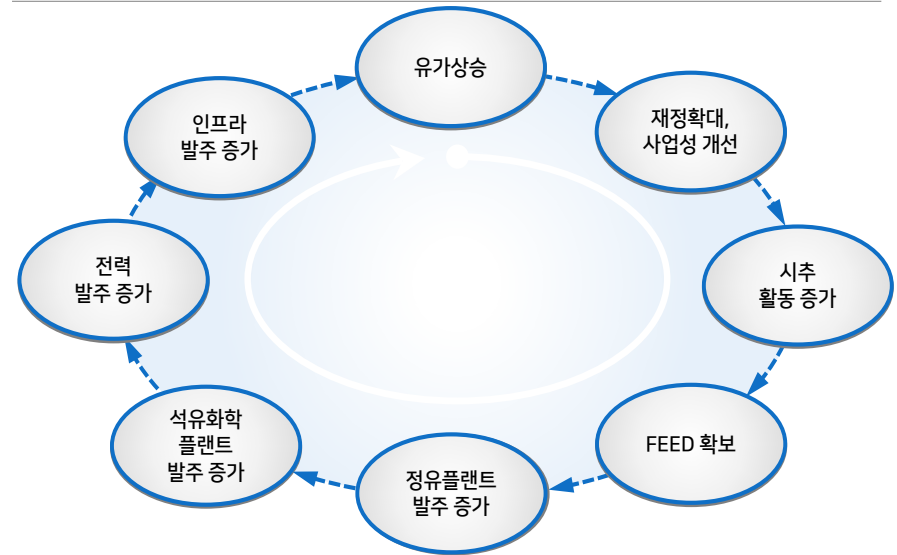 유가상승
재정확대,
사업성 개선
시추
활동 증가
FEED 확보
정유플랜트
발주 증가
석유화학
플랜트
발주 증가
전력
발주 증가
인프라
발주 증가